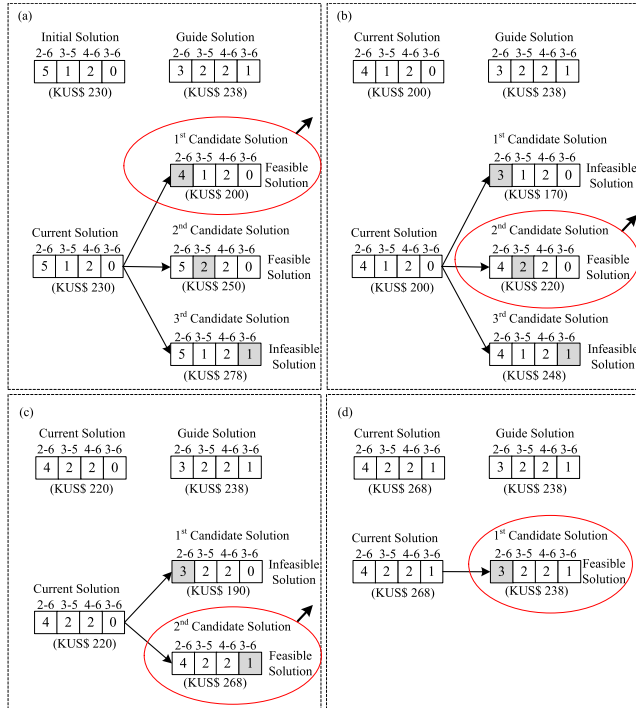 (a)
Initial Solution Guide Solution
2-6 3-5 4-6 3-6 2-6 3-5 4-6 3-6
5 1 2 0 3 2 2 1
(KUS$ 230) (KUS$ 238)
1st Candidate Solution
2-6 3-5 4-6 3-6
4 1 2 0 Feasible Solution
(KUS$ 200)
2nd Candidate Solution
Current Solution
2-6 3-5 4-6 3-6
5 1 2 0
(KUS$ 230)
2-6 3-5 4-6 3-6
5 2 2 0 Feasible Solution
(KUS$ 250)
3rd Candidate Solution
2-6 3-5 4-6 3-6
5 1 2 1 Infeasible Solution
(KUS$ 278)
(b)
Current Solution Guide Solution
2-6 3-5 4-6 3-6 2-6 3-5 4-6 3-6
4 1 2 0 3 2 2 1
(KUS$ 200) (KUS$ 238)
1st Candidate Solution
2-6 3-5 4-6 3-6
3 1 2 0 Infeasible Solution
(KUS$ 170)
2nd Candidate Solution
Current Solution
2-6 3-5 4-6 3-6
4 1 2 0
(KUS$ 200)
2-6 3-5 4-6 3-6
4 2 2 0 Feasible Solution
(KUS$ 220)
3rd Candidate Solution
2-6 3-5 4-6 3-6
4 1 2 1 Infeasible Solution
(KUS$ 248)
(c)
Current Solution Guide Solution
2-6 3-5 4-6 3-6 2-6 3-5 4-6 3-6
4 2 2 0 3 2 2 1
(KUS$ 220) (KUS$ 238)
1st Candidate Solution
2-6 3-5 4-6 3-6
3 2 2 0 Infeasible Solution
(KUS$ 190)
Current Solution
2-6 3-5 4-6 3-6
4 2 2 0
(KUS$ 220)
2nd Candidate Solution
2-6 3-5 4-6 3-6
4 2 2 1 Feasible Solution
(KUS$ 268)
(d)
Current Solution Guide Solution
2-6 3-5 4-6 3-6 2-6 3-5 4-6 3-6
4 2 2 1 3 2 2 1
(KUS$ 268) (KUS$ 238)
Current Solution
2-6 3-5 4-6 3-6
4 2 2 1
(KUS$ 268)
1st Candidate Solution
2-6 3-5 4-6 3-6
3 2 2 1 Feasible Solution
(KUS$ 238)